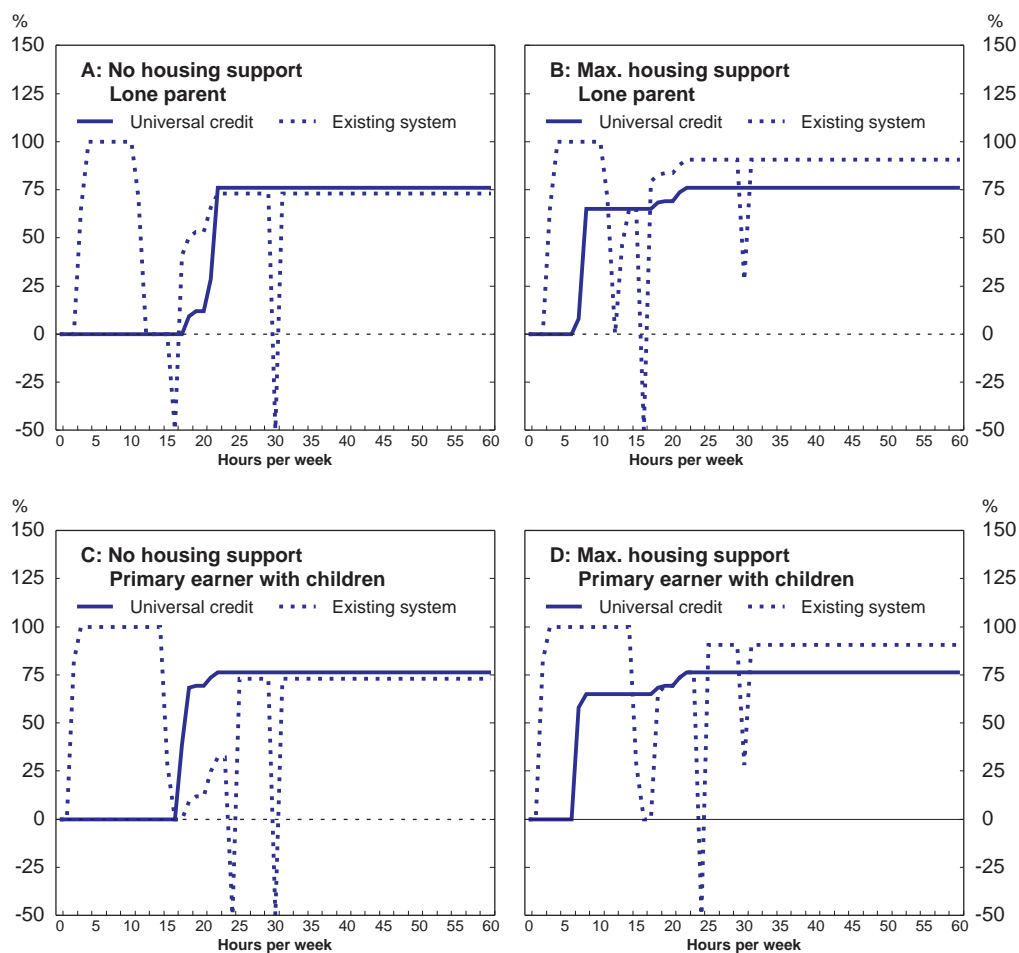 %
150
125
100
75
50
25
0
-25
-50
A: No housing support
Lone parent
Universal credit Existing system
0 5 10 15 20 25 30 35 40 45 50 55 60
Hours per week
B: Max. housing support
Lone parent
Universal credit Existing system
0 5 10 15 20 25 30 35 40 45 50 55 60
Hours per week
%
150
125
100
75
50
25
0
-25
-50
%
150
125
100
75
50
25
0
-25
-50
C: No housing support
Primary earner with children
Universal credit Existing system
0 5 10 15 20 25 30 35 40 45 50 55 60
Hours per week
D: Max. housing support
Primary earner with children
Universal credit Existing system
0 5 10 15 20 25 30 35 40 45 50 55 60
Hours per week
%
150
125
100
75
50
25
0
-25
-50